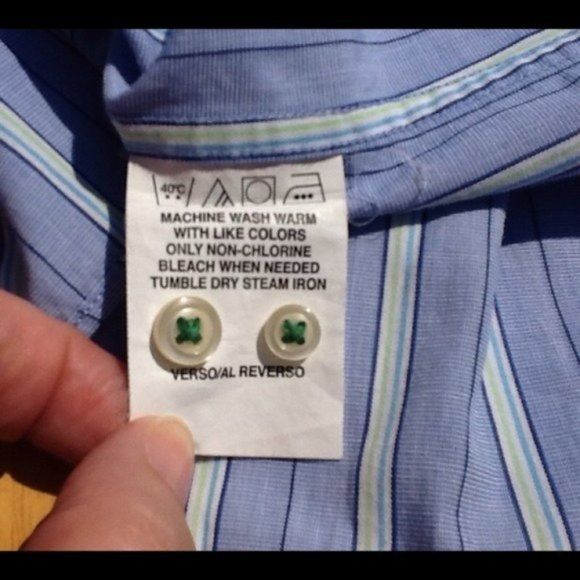 40°C
MACHINE WASH WARM
WITH LIKE COLORS
ONLY NON-CHLORINE
BLEACH WHEN NEEDED
TUMBLE DRY STEAM IRON
VERSO/AL REVERSO